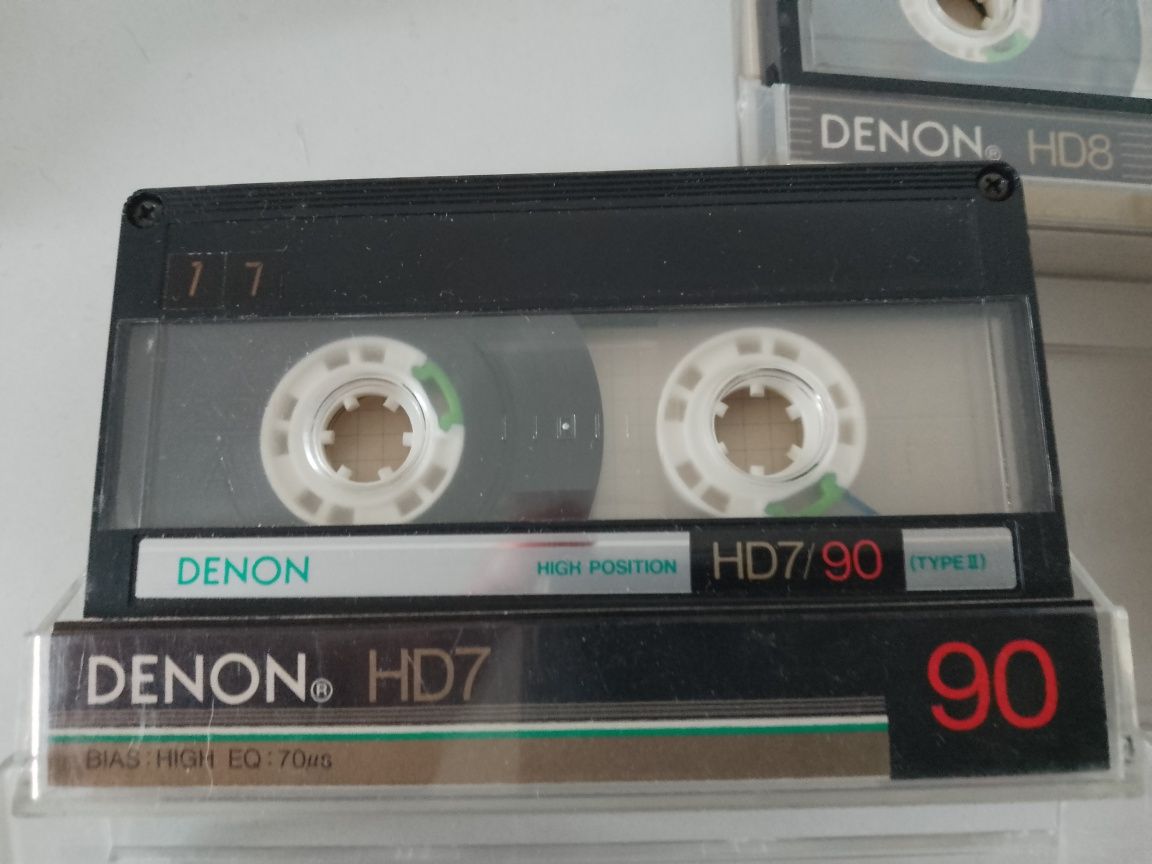 DENON® HD8
1 7
DENON HIGH POSITION HD7/90 (TYPE II)
DENON® HD7 90
BIAS : HIGH EQ : 70µs